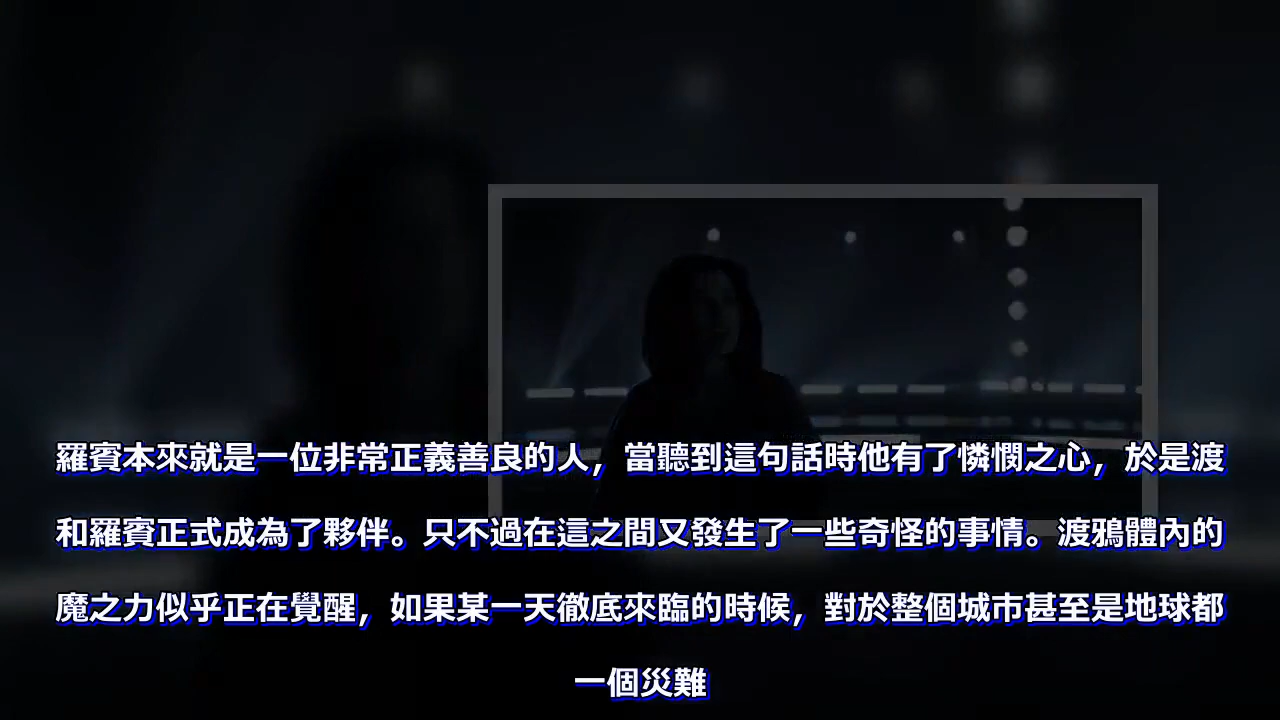 羅賓本來就是一位非常正義善良的人，當聽到這句話時他有了憐憫之心，於是渡
和羅賓正式成為了夥伴。只不過在這之間又發生了一些奇怪的事情。渡鴉體內的
魔之力似乎正在覺醒，如果某一天徹底來臨的時候，對於整個城市甚至是地球都
一個災難